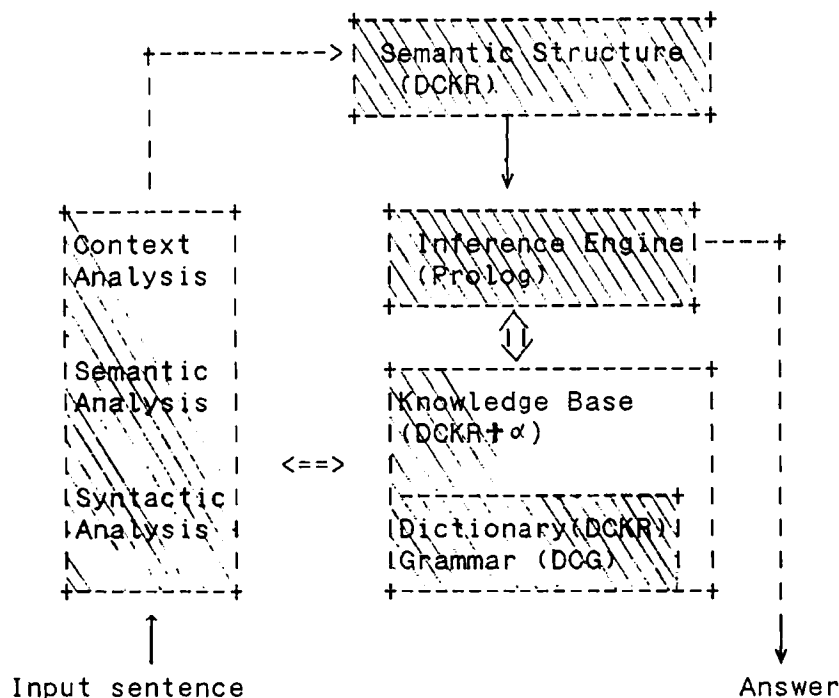 Semantic Structure
(DCKR)
Context
Analysis
Inference Engine
(Prolog)
Semantic
Analysis
Knowledge Base
(DCKR+α)
<==>
Syntactic
Analysis
Dictionary(DCKR)
Grammar (DCG)
Input sentence
Answer